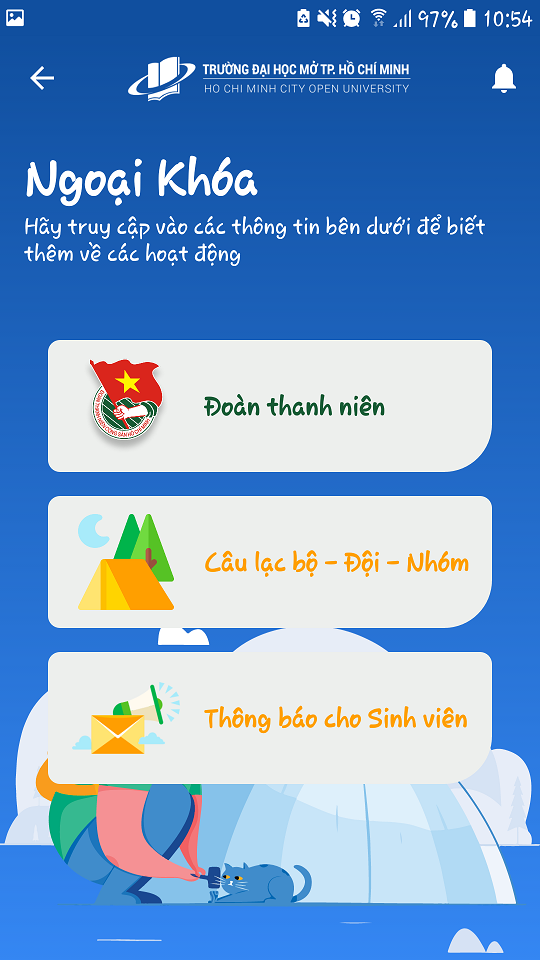 97% 10:54
TRƯỜNG ĐẠI HỌC MỞ TP. HỒ CHÍ MINH
HO CHI MINH CITY OPEN UNIVERSITY
Ngoại Khóa
Hãy truy cập vào các thông tin bên dưới để biết
thêm về các hoạt động
Đoàn thanh niên
Câu lạc bộ - Đội - Nhóm
Thông báo cho Sinh viên